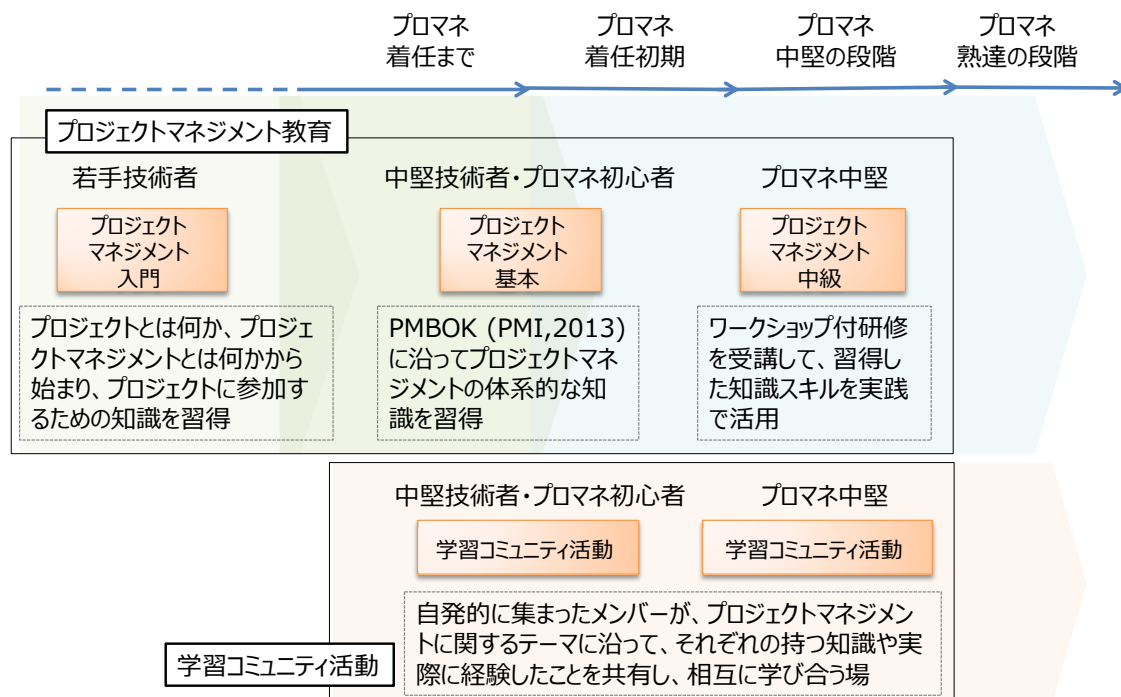 プロマネ
着任まで
プロマネ
着任初期
プロマネ
中堅の段階
プロマネ
熟達の段階
プロジェクトマネジメント教育
若手技術者
プロジェクト
マネジメント
入門
プロジェクトとは何か、プロジェ
クトマネジメントとは何かから
始まり、プロジェクトに参加す
るための知識を習得
中堅技術者・プロマネ初心者
プロジェクト
マネジメント
基本
PMBOK (PMI,2013)
に沿ってプロジェクトマネ
ジメントの体系的な知
識を習得
プロマネ中堅
プロジェクト
マネジメント
中級
ワークショップ付研修
を受講して、習得し
た知識スキルを実践
で活用
中堅技術者・プロマネ初心者
学習コミュニティ活動
プロマネ中堅
学習コミュニティ活動
自発的に集まったメンバーが、プロジェクトマネジメン
トに関するテーマに沿って、それぞれの持つ知識や実
際に経験したことを共有し、相互に学び合う場
学習コミュニティ活動